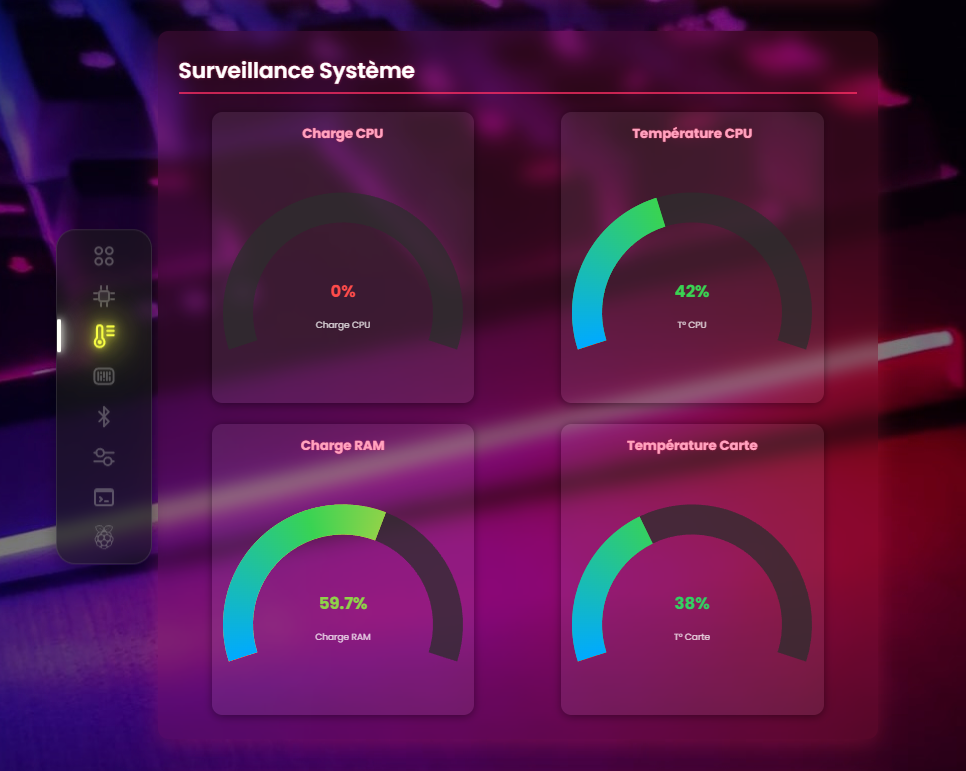 Surveillance Système
Charge CPU
0%
Charge CPU
Température CPU
42%
T° CPU
Charge RAM
59.7%
Charge RAM
Température Carte
38%
T° Carte